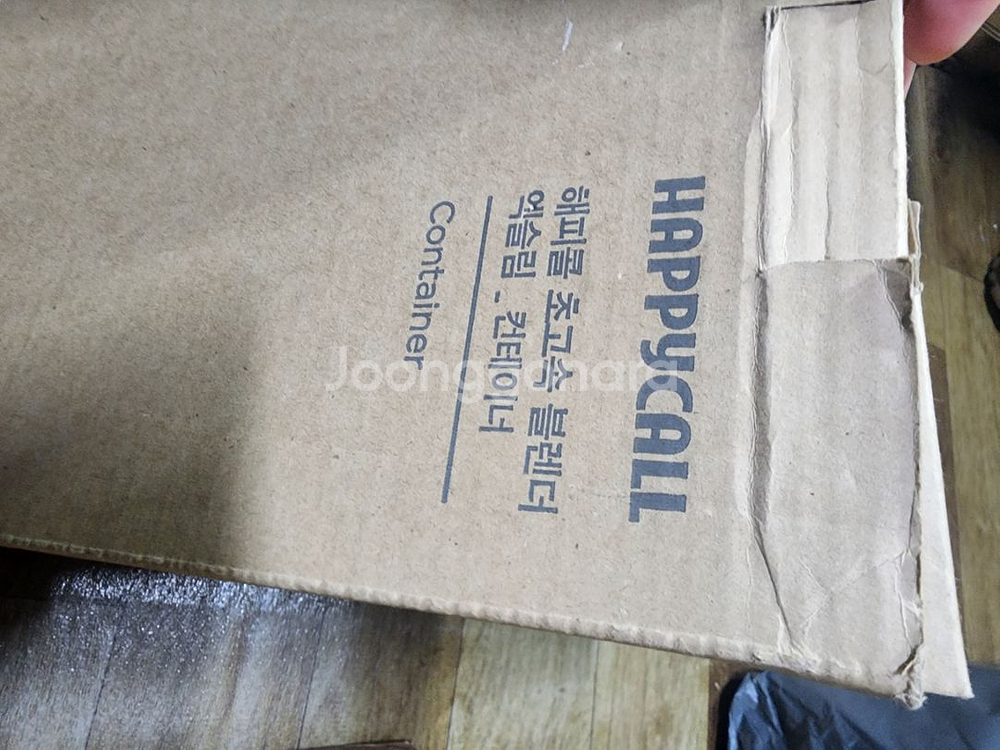 HAPPYCALL
해피콜 초고속 블렌더
엑슬림 - 컨테이너
Container
Joonggonara